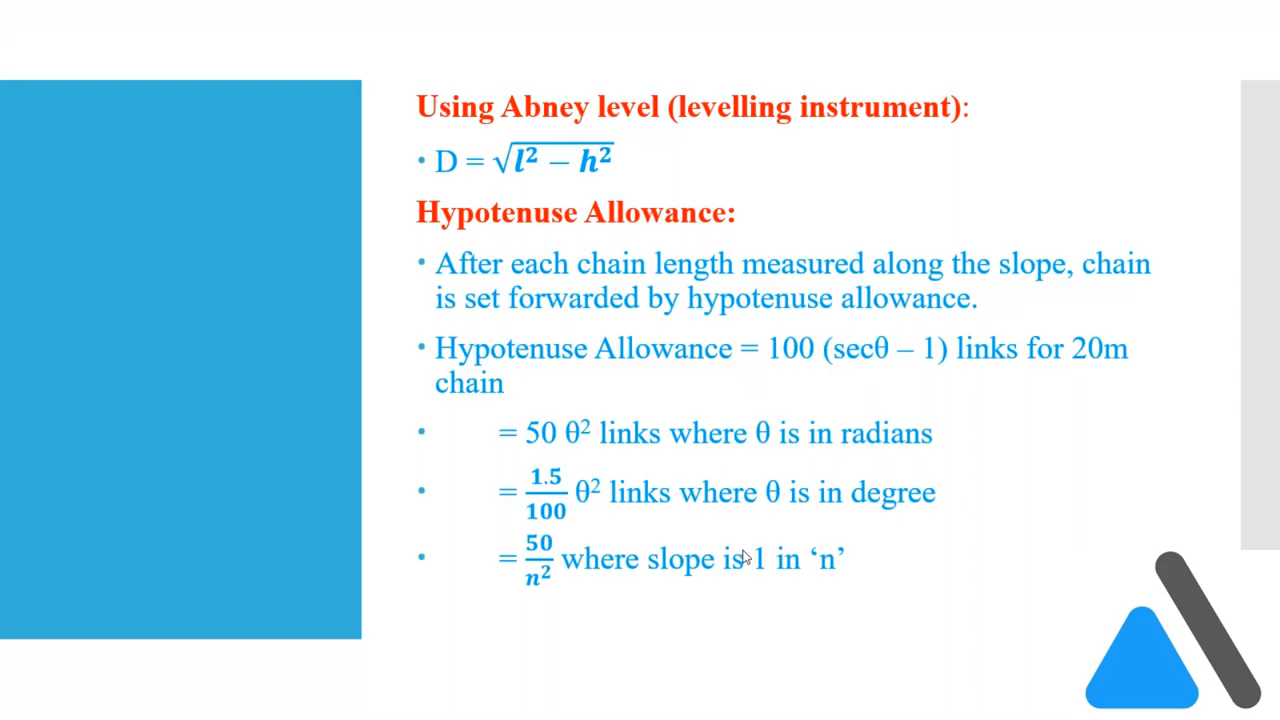 Using Abney level (levelling instrument):
• D = √l² − h²
Hypotenuse Allowance:
• After each chain length measured along the slope, chain
is set forwarded by hypotenuse allowance.
• Hypotenuse Allowance = 100 (secθ – 1) links for 20m
chain
• = 50 θ² links where θ is in radians
• = 1.5/100 θ² links where θ is in degree
• = 50/n² where slope is 1 in ‘n’